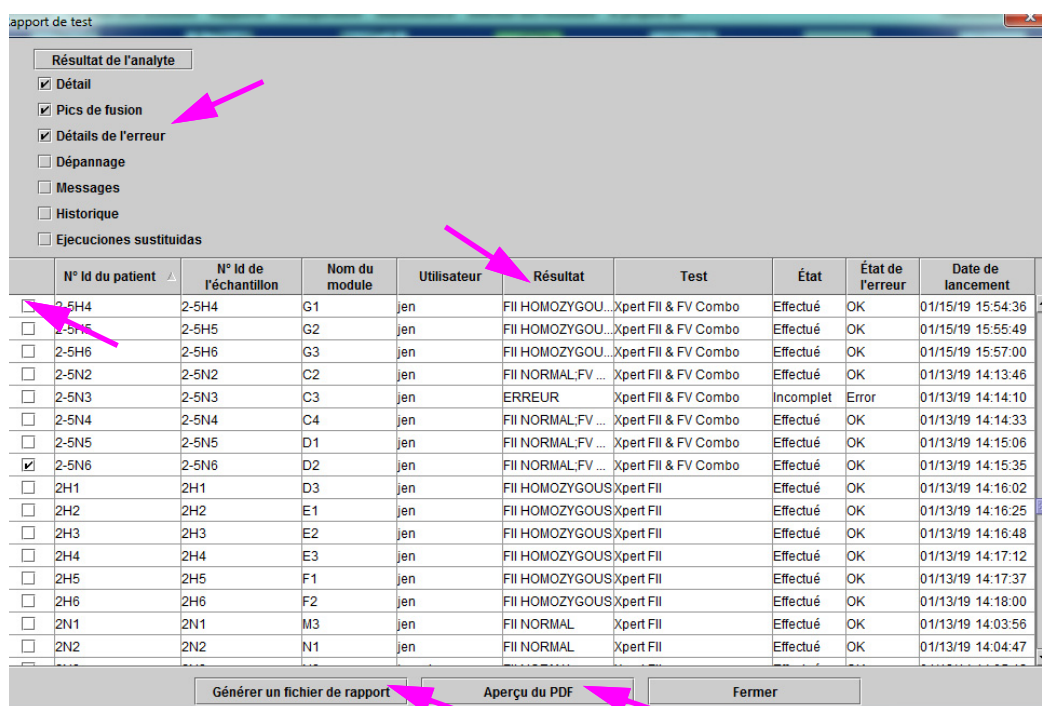 apport de test
Résultat de l'analyte
Détail
Pics de fusion
Détails de l'erreur
Dépannage
Messages
Historique
Ejecuciones sustituidas
N° Id du patient N° Id de l'échantillon Nom du module Utilisateur Résultat Test État État de l'erreur Date de lancement
2-5H4 2-5H4 G1 jen FII HOMOZYGOU... Xpert FII & FV Combo Effectué OK 01/15/19 15:54:36
2-5H5 2-5H5 G2 jen FII HOMOZYGOU... Xpert FII & FV Combo Effectué OK 01/15/19 15:55:49
2-5H6 2-5H6 G3 jen FII HOMOZYGOU... Xpert FII & FV Combo Effectué OK 01/15/19 15:57:00
2-5N2 2-5N2 C2 jen FII NORMAL;FV ... Xpert FII & FV Combo Effectué OK 01/13/19 14:13:46
2-5N3 2-5N3 C3 jen ERREUR Xpert FII & FV Combo Incomplet Error 01/13/19 14:14:10
2-5N4 2-5N4 C4 jen FII NORMAL;FV ... Xpert FII & FV Combo Effectué OK 01/13/19 14:14:33
2-5N5 2-5N5 D1 jen FII NORMAL;FV ... Xpert FII & FV Combo Effectué OK 01/13/19 14:15:06
2-5N6 2-5N6 D2 jen FII NORMAL;FV ... Xpert FII & FV Combo Effectué OK 01/13/19 14:15:35
2H1 2H1 D3 jen FII HOMOZYGOUS Xpert FII Effectué OK 01/13/19 14:16:02
2H2 2H2 E1 jen FII HOMOZYGOUS Xpert FII Effectué OK 01/13/19 14:16:25
2H3 2H3 E2 jen FII HOMOZYGOUS Xpert FII Effectué OK 01/13/19 14:16:48
2H4 2H4 E3 jen FII HOMOZYGOUS Xpert FII Effectué OK 01/13/19 14:17:12
2H5 2H5 F1 jen FII HOMOZYGOUS Xpert FII Effectué OK 01/13/19 14:17:37
2H6 2H6 F2 jen FII HOMOZYGOUS Xpert FII Effectué OK 01/13/19 14:18:00
2N1 2N1 M3 jen FII NORMAL Xpert FII Effectué OK 01/13/19 14:03:56
2N2 2N2 N1 jen FII NORMAL Xpert FII Effectué OK 01/13/19 14:04:47
Générer un fichier de rapport Aperçu du PDF Fermer